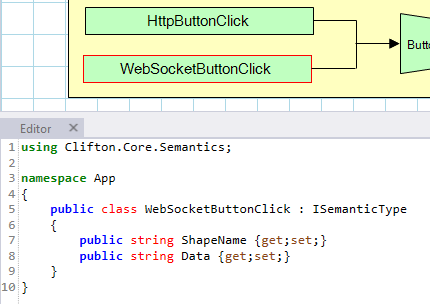 HttpButtonClick
WebSocketButtonClick
Editor
1 using Clifton.Core.Semantics;
2
3 namespace App
4 {
5     public class WebSocketButtonClick : ISemanticType
6     {
7         public string ShapeName {get;set;}
8         public string Data {get;set;}
9     }
10 }